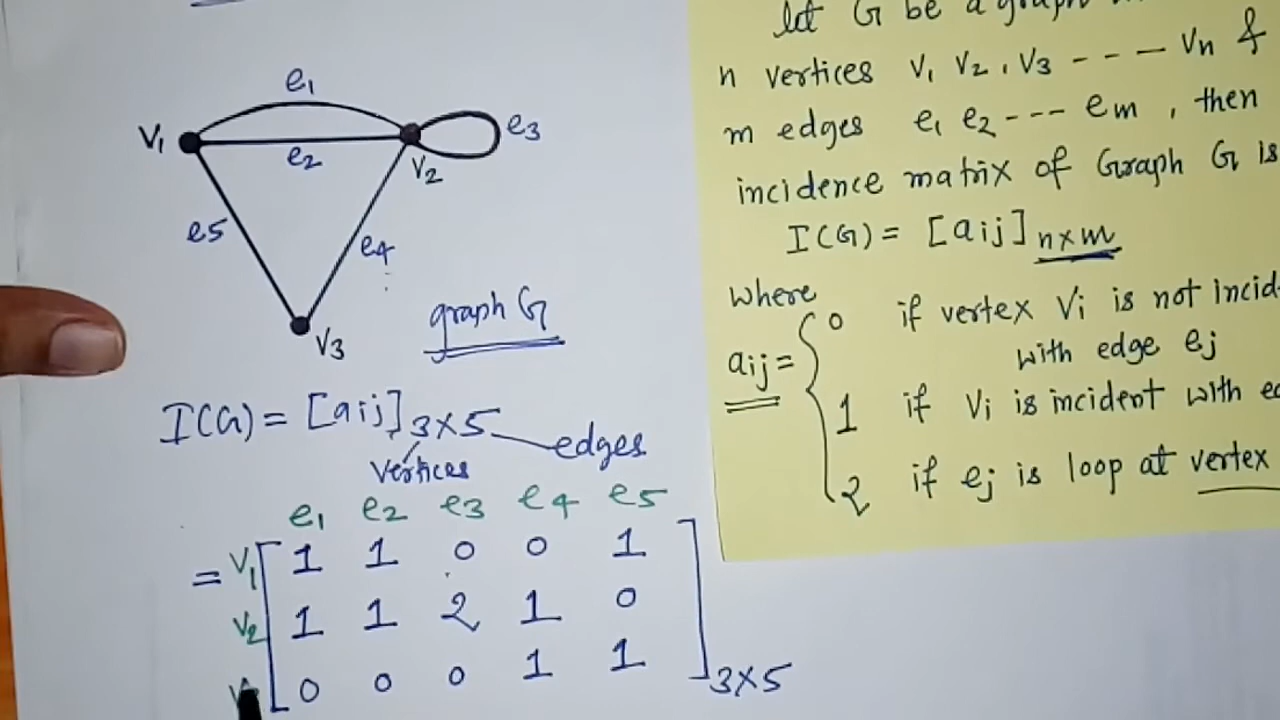 e1
V1
e2
e3
V2
e5
e4
V3
graph G
I(G) = [aij] 3×5
edges
Vertices
e1 e2 e3 e4 e5
= V1 1 1 0 0 1
V2 1 1 2 1 0
0 0 0 1 1
3×5
let G be a graph
n vertices V1 V2, V3 - - - - Vn &
m edges e1 e2 - - - em, then
incidence matrix of Graph G is
I(G) = [aij] n×m
where
aij =
0 if vertex Vi is not incid
with edge ej
1 if Vi is incident with
2 if ej is loop at vertex